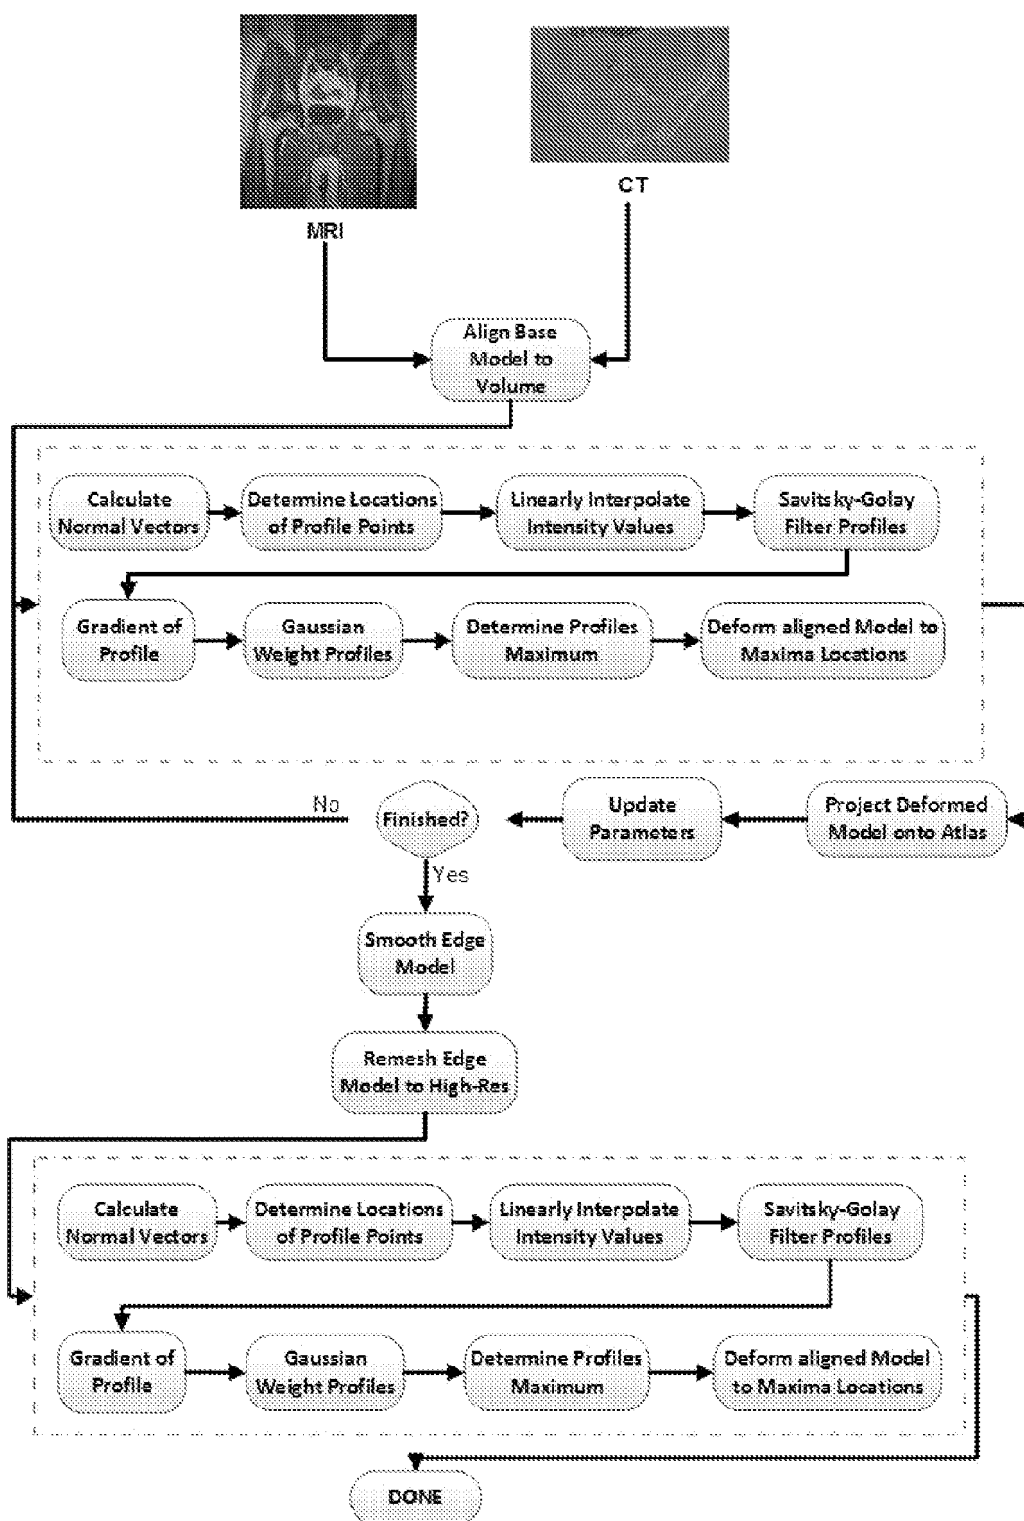 MRI
CT
Align Base
Model to
Volume
Calculate
Normal Vectors
Determine Locations
of Profile Points
Linearly Interpolate
Intensity Values
Savitsky-Golay
Filter Profiles
Gradient of
Profile
Gaussian
Weight Profiles
Determine Profiles
Maximum
Deform aligned Model to
Maxima Locations
No
Finished?
Update
Parameters
Project Deformed
Model onto Atlas
Yes
Smooth Edge
Model
Remesh Edge
Model to High-Res
Calculate
Normal Vectors
Determine Locations
of Profile Points
Linearly Interpolate
Intensity Values
Savitsky-Golay
Filter Profiles
Gradient of
Profile
Gaussian
Weight Profiles
Determine Profiles
Maximum
Deform aligned Model
to Maxima Locations
DONE